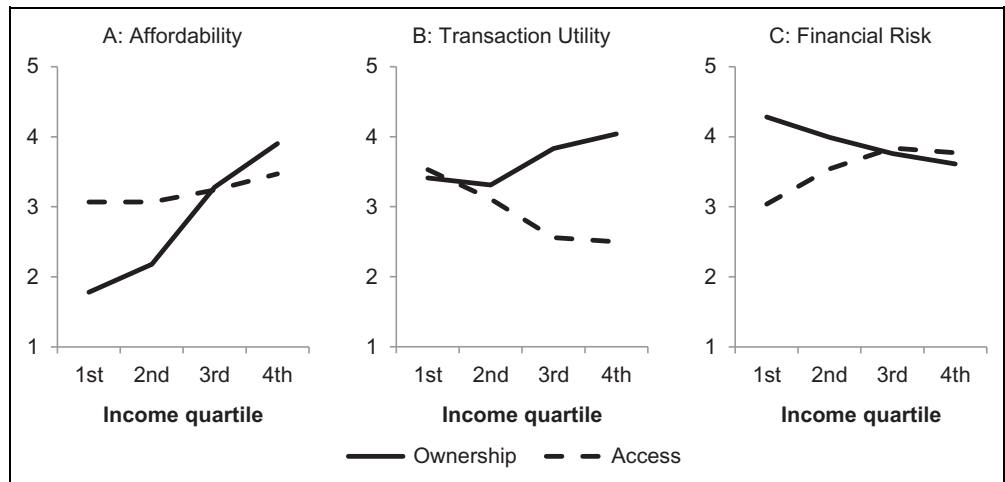 A: Affordability
5
4
3
2
1
1st 2nd 3rd 4th
Income quartile
B: Transaction Utility
5
4
3
2
1
1st 2nd 3rd 4th
Income quartile
C: Financial Risk
5
4
3
2
1
1st 2nd 3rd 4th
Income quartile
Ownership Access